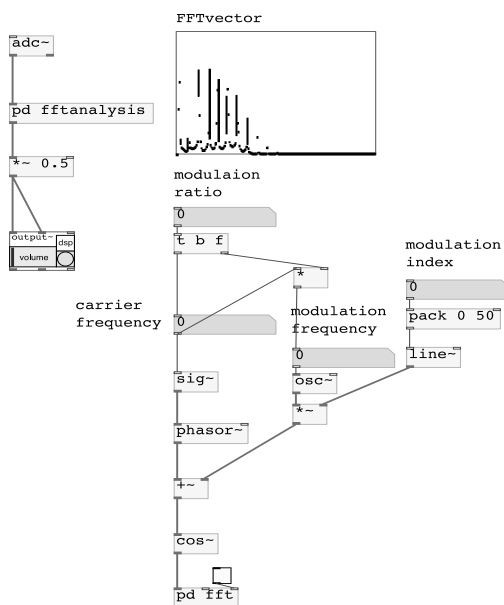 FFTvector
adc~
pd fftanalysis
*~ 0.5
output~
dsp
volume
modulaion
ratio
0
t b f
*
carrier
frequency
0
modulation
frequency
0
modulation
index
0
pack 0 50
line~
sig~
osc~
*~
phasor~
+~
cos~
pd fft